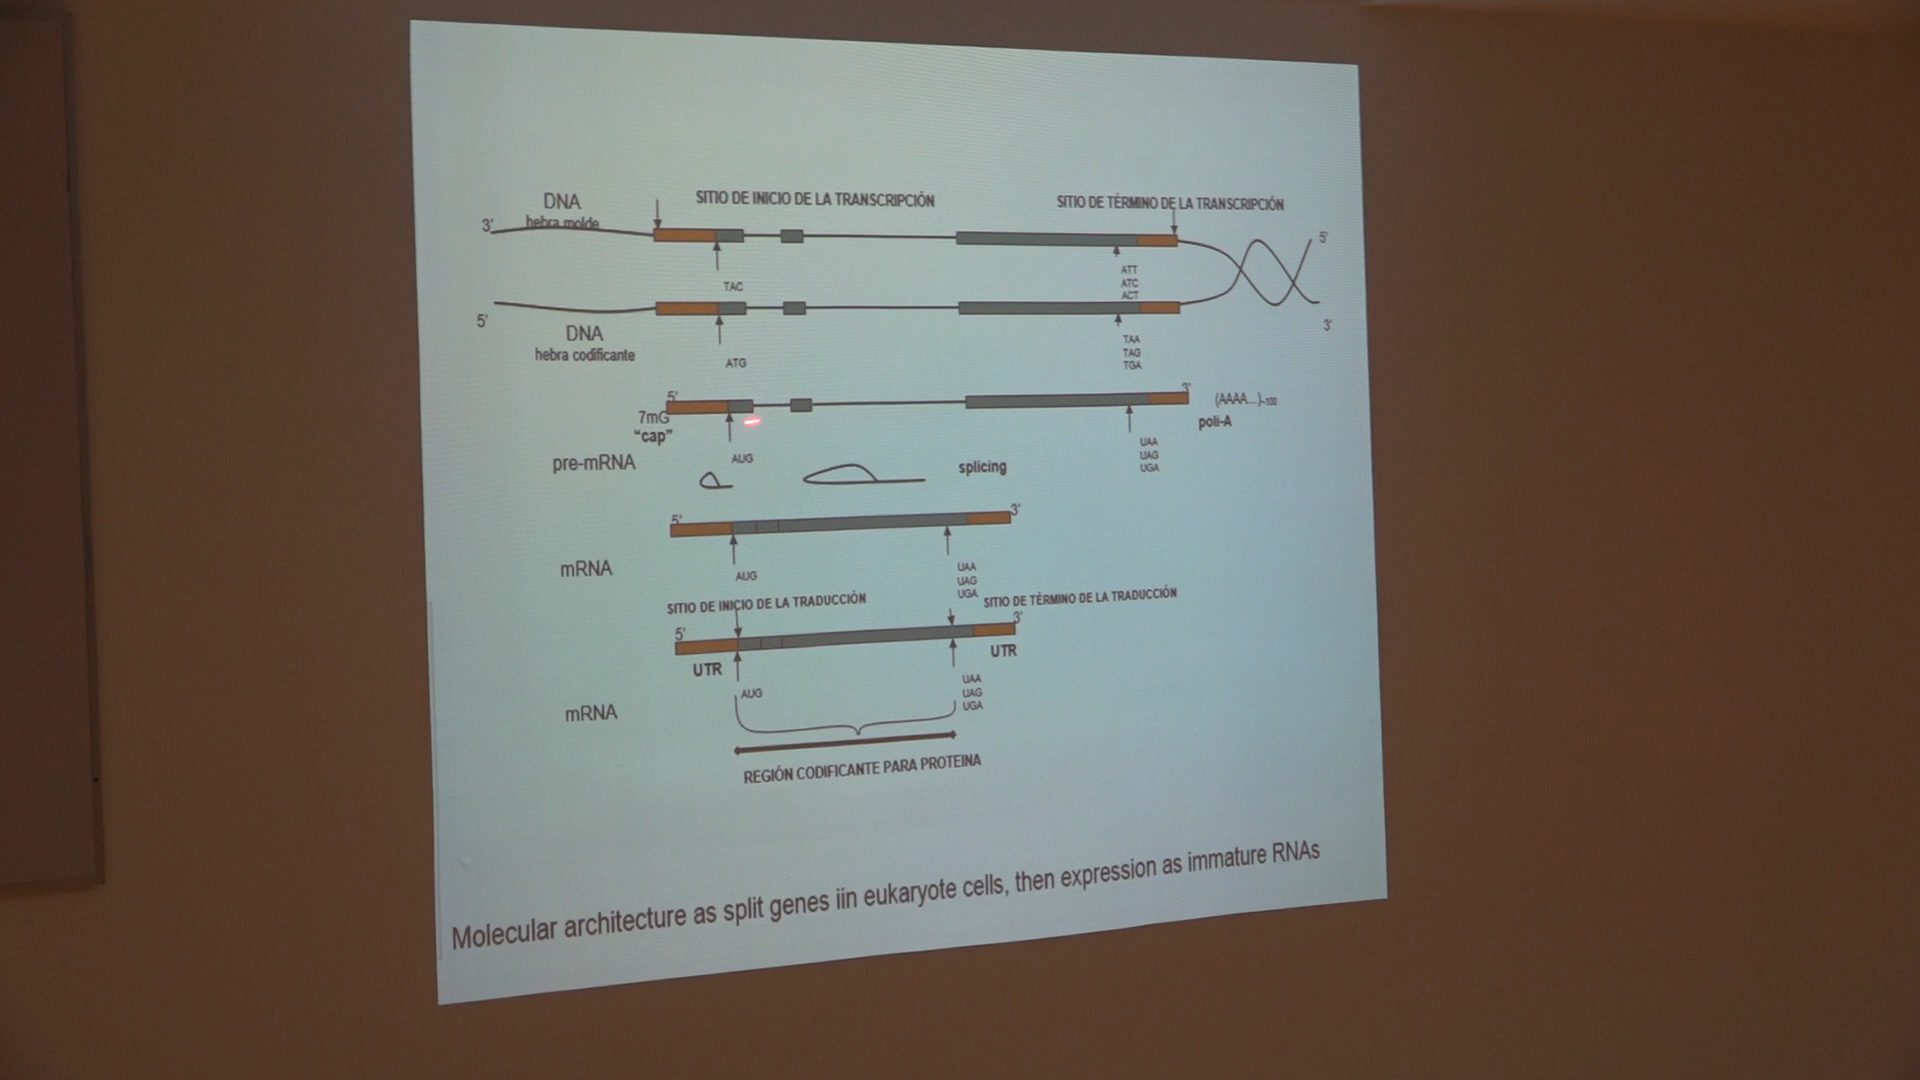 DNA
hebra molde
3'
SITIO DE INICIO DE LA TRANSCRIPCIÓN
SITIO DE TÉRMINO DE LA TRANSCRIPCIÓN
5'
TAC
ATT
ATC
ACT
5'
DNA
hebra codificante
3'
ATG
TAA
TAG
TGA
5'
3'
7mG
"cap"
(AAAA...)~100
poli-A
pre-mRNA
AUG
UAA
UAG
UGA
splicing
5'
3'
mRNA
AUG
UAA
UAG
UGA
SITIO DE INICIO DE LA TRADUCCIÓN
SITIO DE TÉRMINO DE LA TRADUCCIÓN
5'
3'
UTR
UTR
AUG
UAA
UAG
UGA
mRNA
REGIÓN CODIFICANTE PARA PROTEINA
Molecular architecture as split genes iin eukaryote cells, then expression as immature RNAs